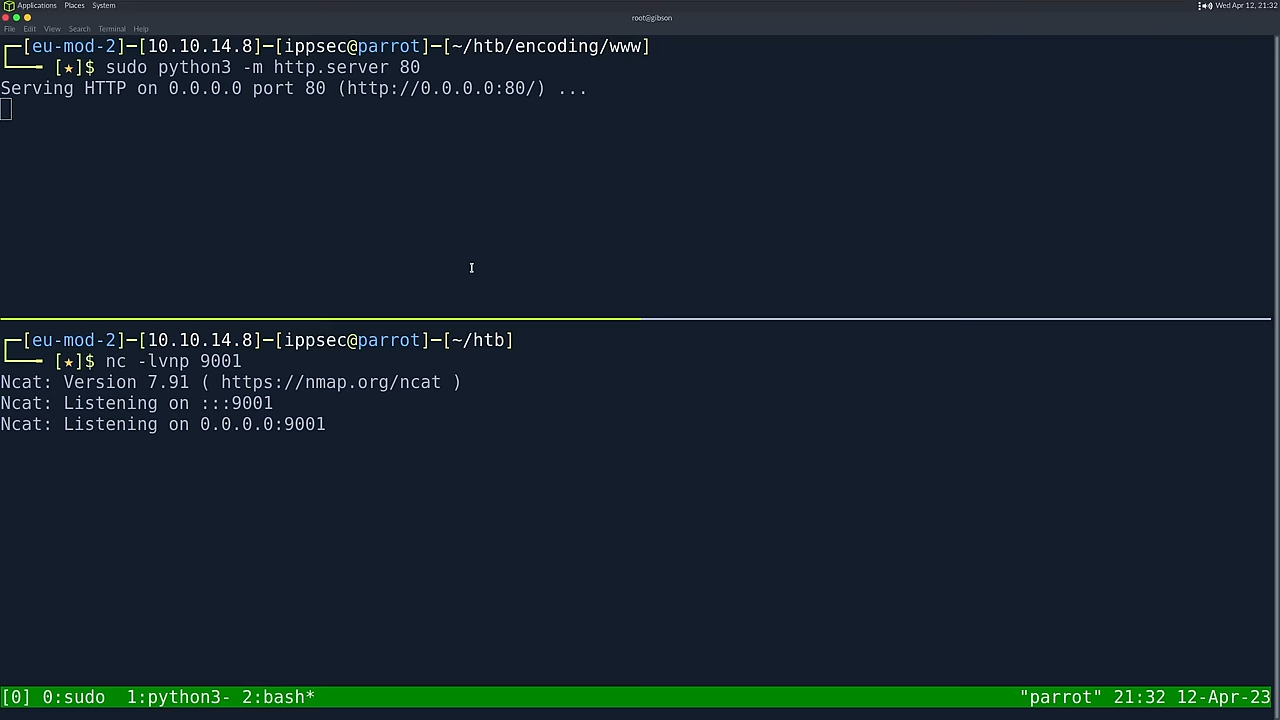 Applications Places System
Wed Apr 12, 21:32
root@gibson
File Edit View Search Terminal Help
┌─[eu-mod-2]─[10.10.14.8]─[ippsec@parrot]─[~/htb/encoding/www]
└──╼ [★]$ sudo python3 -m http.server 80
Serving HTTP on 0.0.0.0 port 80 (http://0.0.0.0:80/) ...
┌─[eu-mod-2]─[10.10.14.8]─[ippsec@parrot]─[~/htb]
└──╼ [★]$ nc -lvnp 9001
Ncat: Version 7.91 ( https://nmap.org/ncat )
Ncat: Listening on :::9001
Ncat: Listening on 0.0.0.0:9001
[0] 0:sudo  1:python3- 2:bash* "parrot" 21:32 12-Apr-23